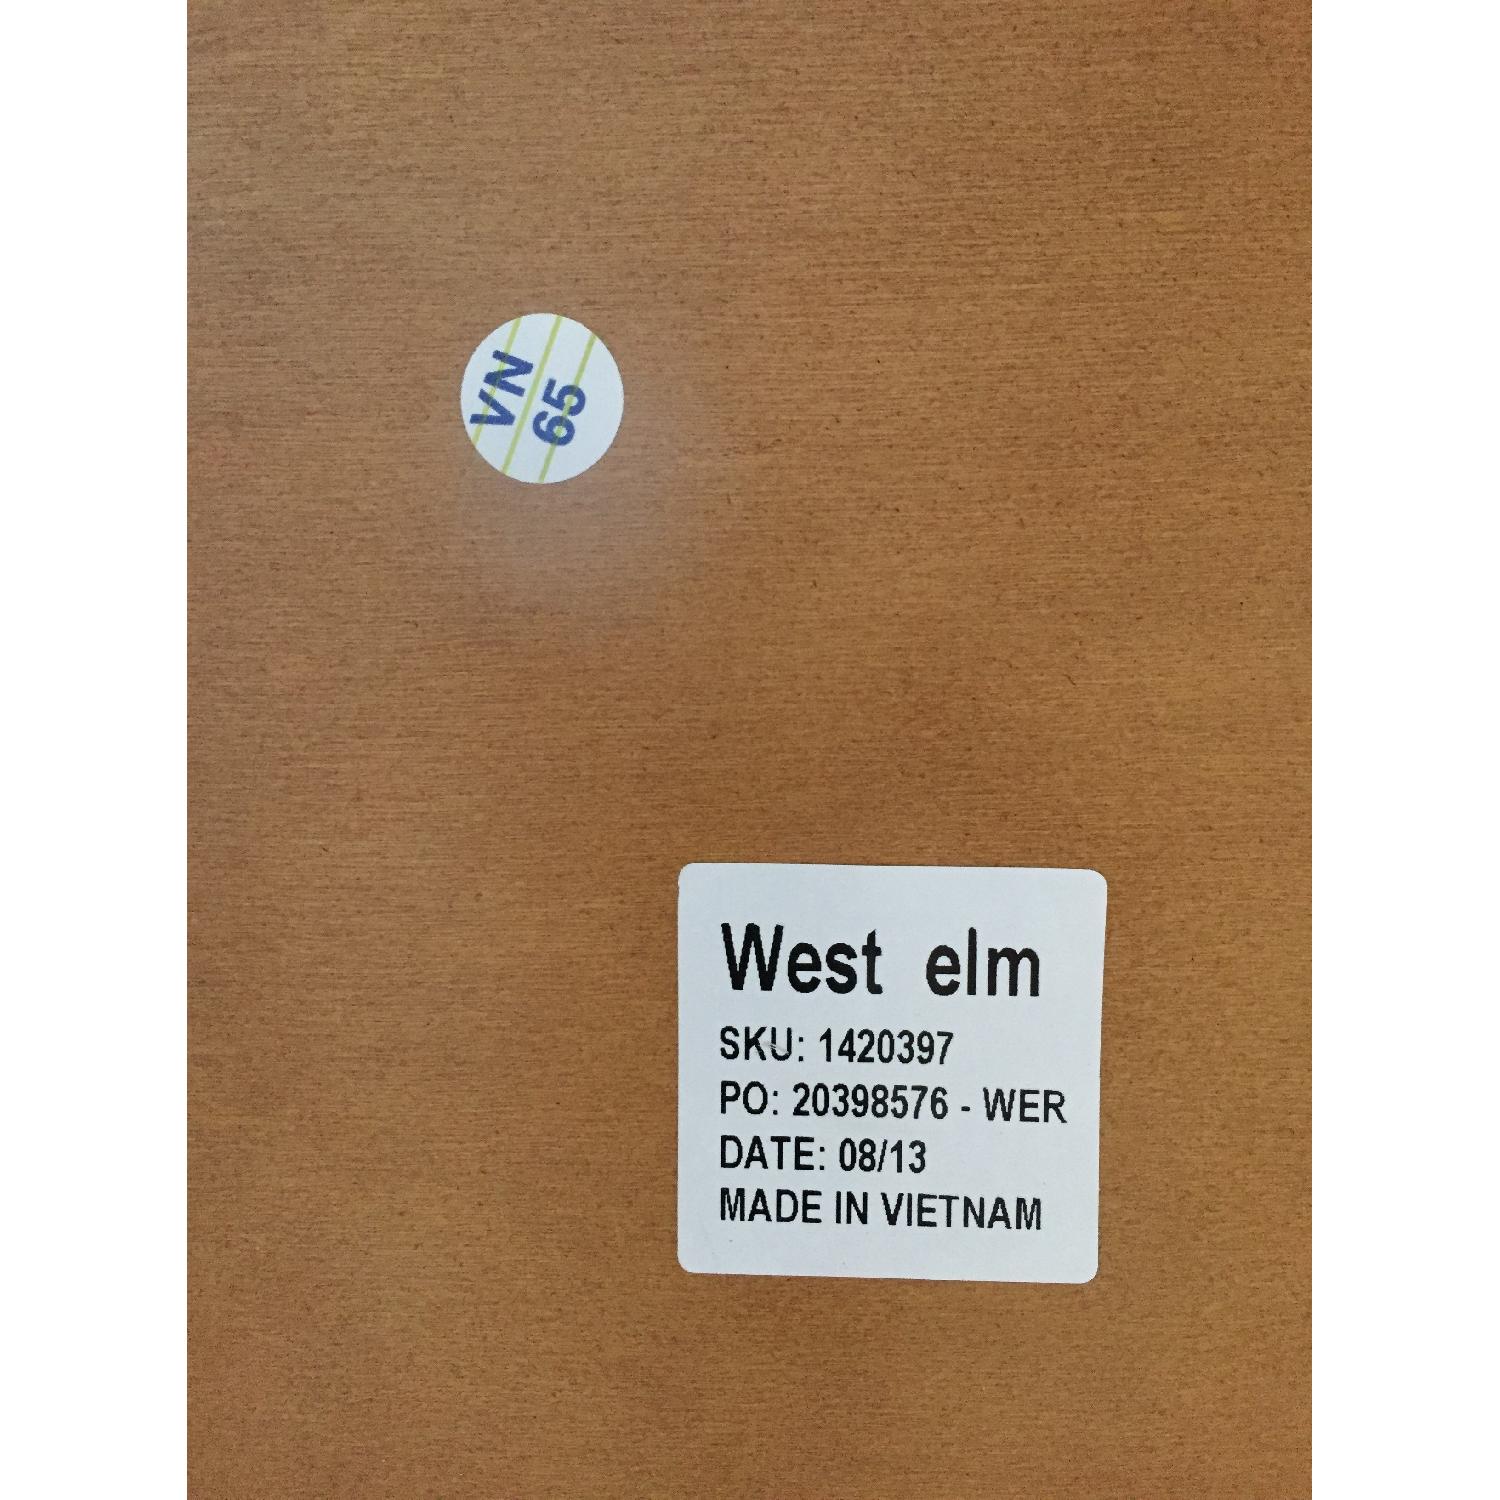 VN
65
West elm
SKU: 1420397
PO: 20398576 - WER
DATE: 08/13
MADE IN VIETNAM